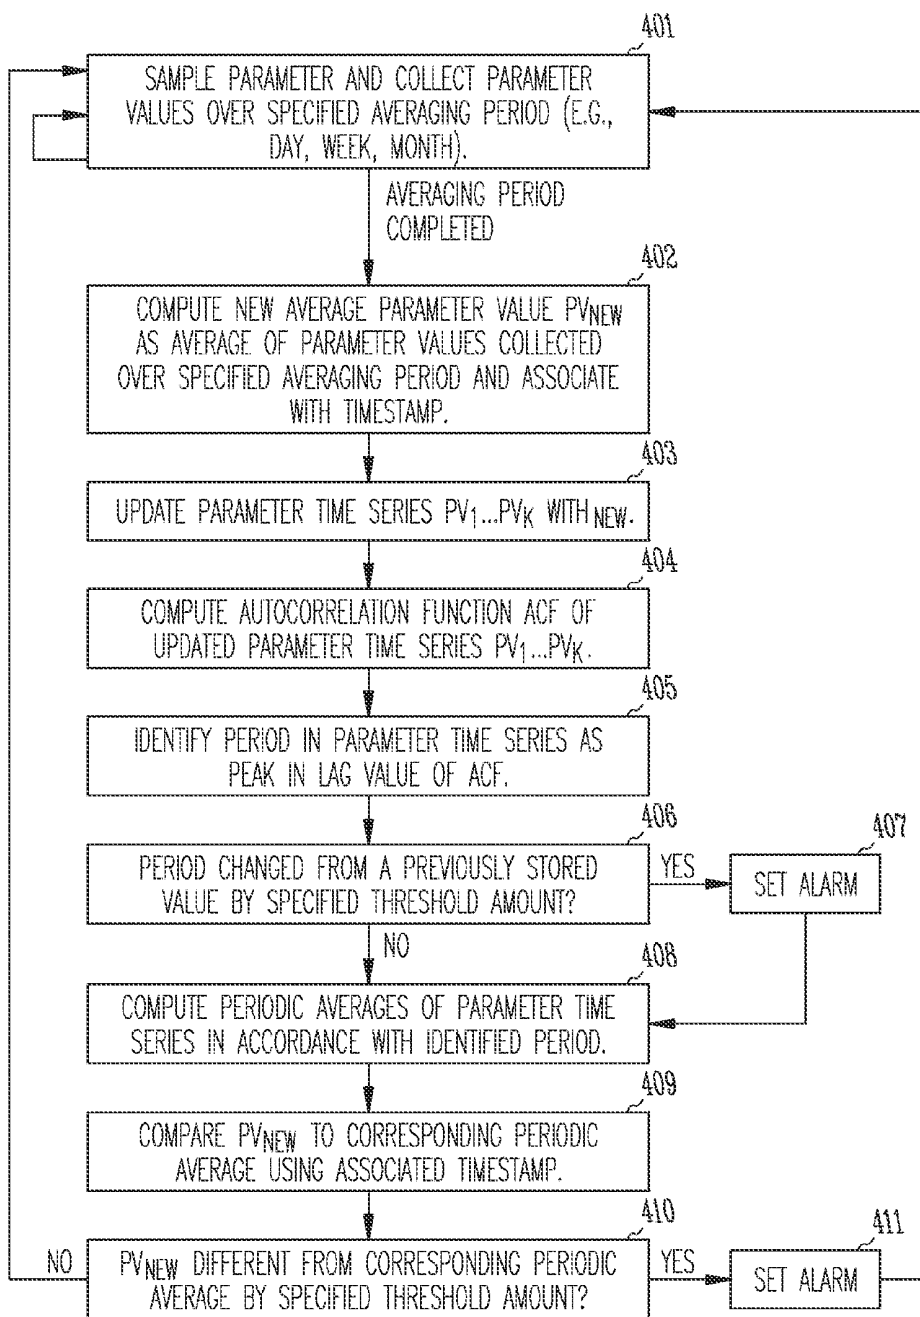 401
SAMPLE PARAMETER AND COLLECT PARAMETER
VALUES OVER SPECIFIED AVERAGING PERIOD (E.G.,
DAY, WEEK, MONTH).
AVERAGING PERIOD
COMPLETED
402
COMPUTE NEW AVERAGE PARAMETER VALUE PVNEW
AS AVERAGE OF PARAMETER VALUES COLLECTED
OVER SPECIFIED AVERAGING PERIOD AND ASSOCIATE
WITH TIMESTAMP.
403
UPDATE PARAMETER TIME SERIES PV1...PVK WITH NEW.
404
COMPUTE AUTOCORRELATION FUNCTION ACF OF
UPDATED PARAMETER TIME SERIES PV1...PVK.
405
IDENTIFY PERIOD IN PARAMETER TIME SERIES AS
PEAK IN LAG VALUE OF ACF.
406
PERIOD CHANGED FROM A PREVIOUSLY STORED
VALUE BY SPECIFIED THRESHOLD AMOUNT?
YES
407
SET ALARM
NO
408
COMPUTE PERIODIC AVERAGES OF PARAMETER TIME
SERIES IN ACCORDANCE WITH IDENTIFIED PERIOD.
409
COMPARE PVNEW TO CORRESPONDING PERIODIC
AVERAGE USING ASSOCIATED TIMESTAMP.
410
NO
PVNEW DIFFERENT FROM CORRESPONDING PERIODIC
AVERAGE BY SPECIFIED THRESHOLD AMOUNT?
YES
411
SET ALARM